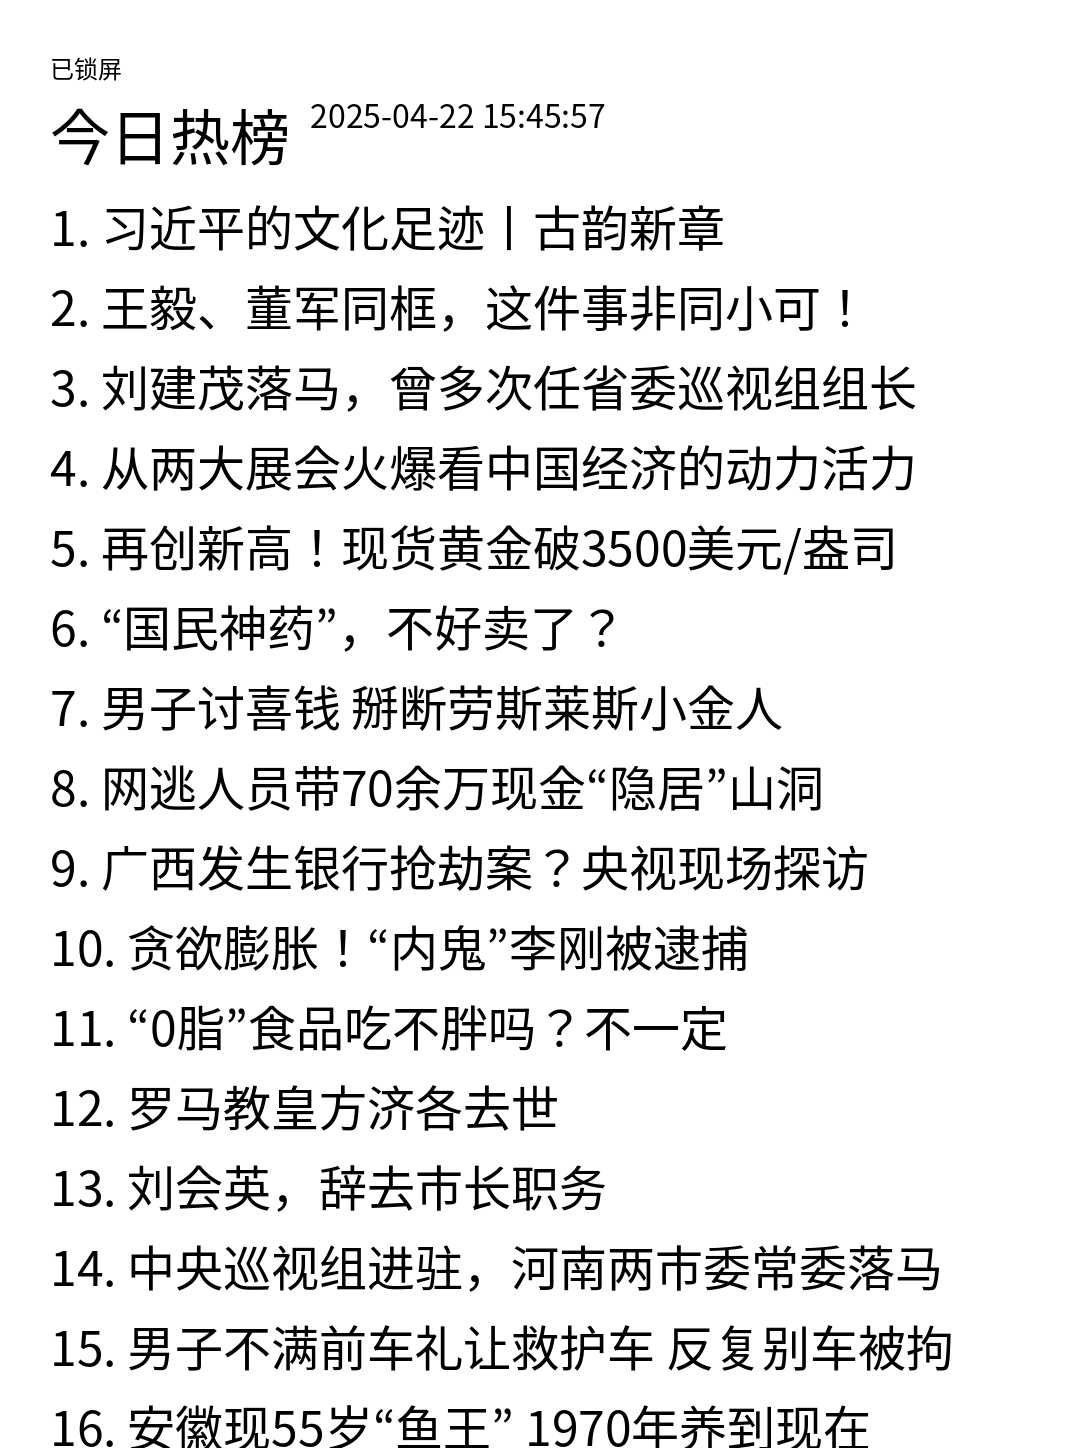 已锁屏
今日热榜 2025-04-22 15:45:57
1. 习近平的文化足迹丨古韵新章
2. 王毅、董军同框，这件事非同小可！
3. 刘建茂落马，曾多次任省委巡视组组长
4. 从两大展会火爆看中国经济的动力活力
5. 再创新高！现货黄金破3500美元/盎司
6. “国民神药”，不好卖了？
7. 男子讨喜钱 掰断劳斯莱斯小金人
8. 网逃人员带70余万现金“隐居”山洞
9. 广西发生银行抢劫案？央视现场探访
10. 贪欲膨胀！“内鬼”李刚被逮捕
11. “0脂”食品吃不胖吗？不一定
12. 罗马教皇方济各去世
13. 刘会英，辞去市长职务
14. 中央巡视组进驻，河南两市委常委落马
15. 男子不满前车礼让救护车 反复别车被拘
16. 安徽现55岁“鱼王” 1970年养到现在